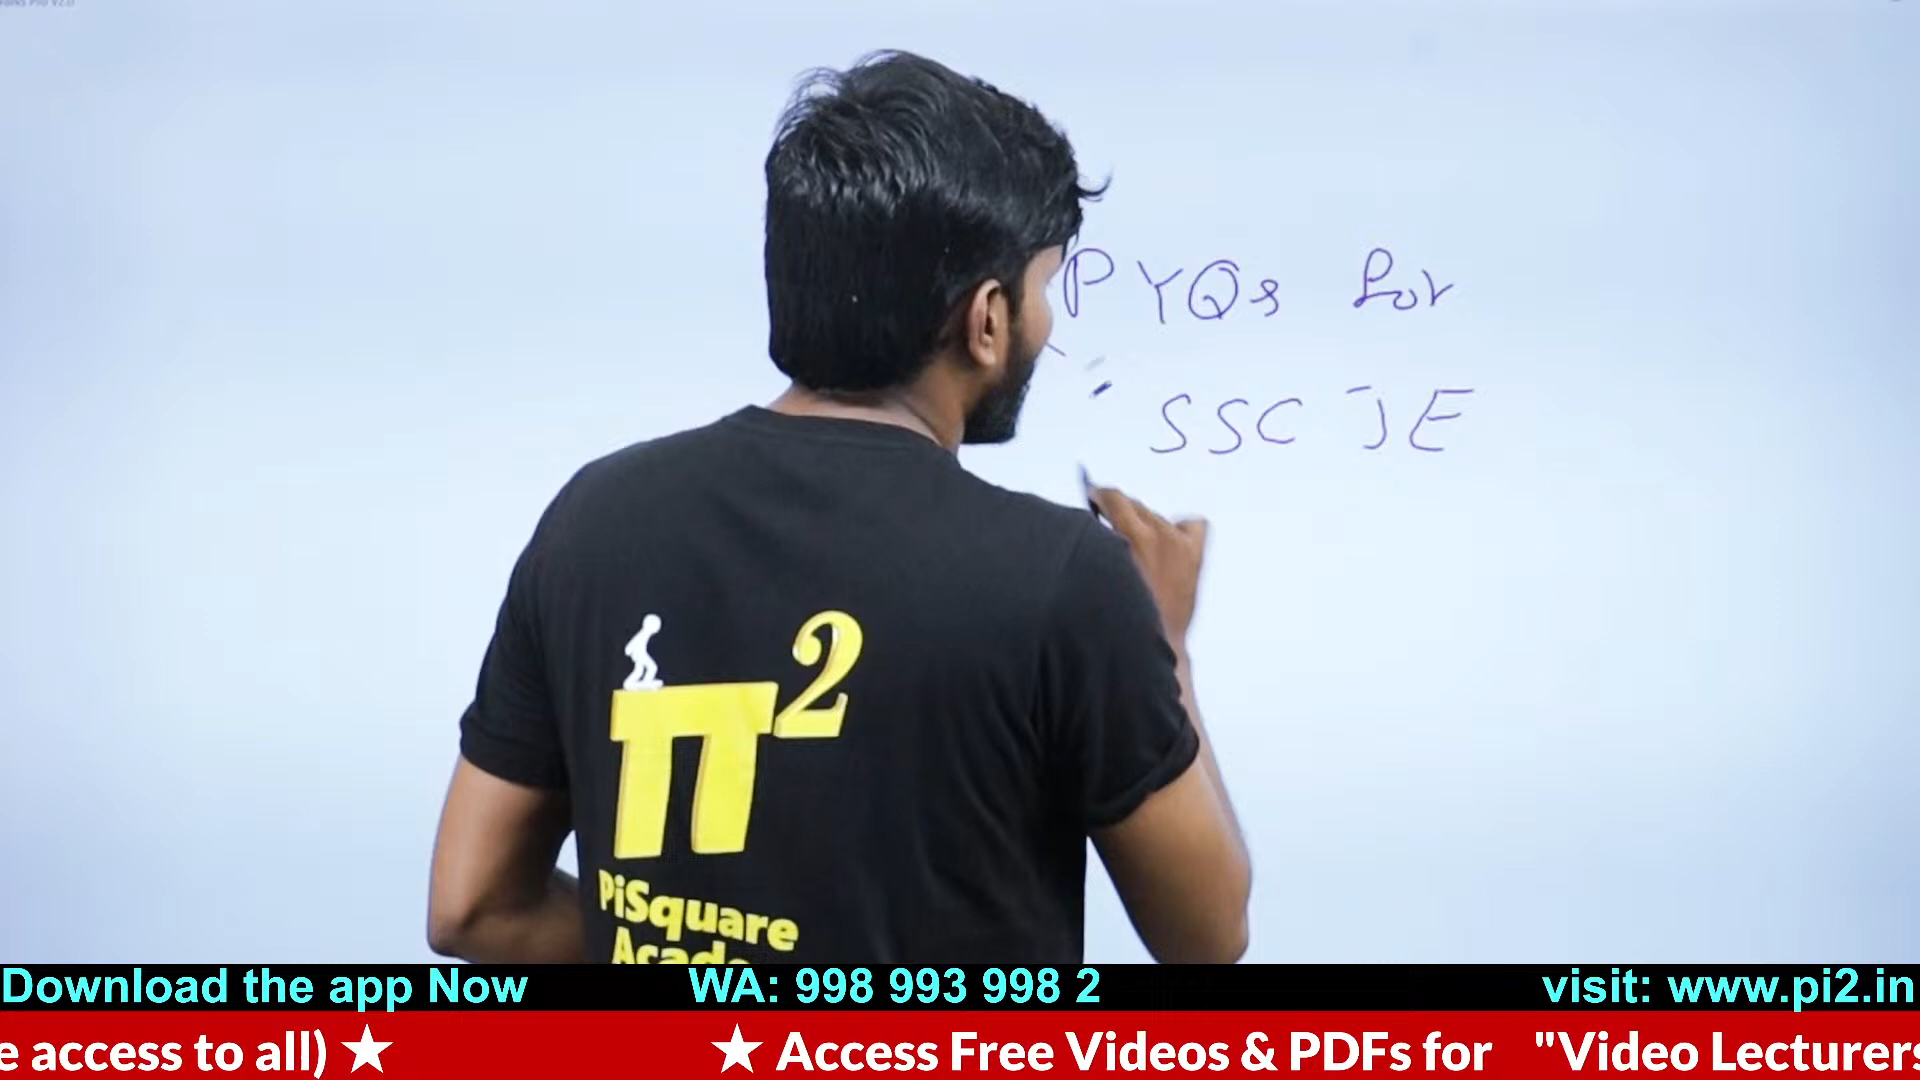 PYQs for
SSC JE
π²
PiSquare
Download the app Now WA: 998 993 998 2 visit: www.pi2.in
access to all) ★ ★ Access Free Videos & PDFs for "Video Lecturers